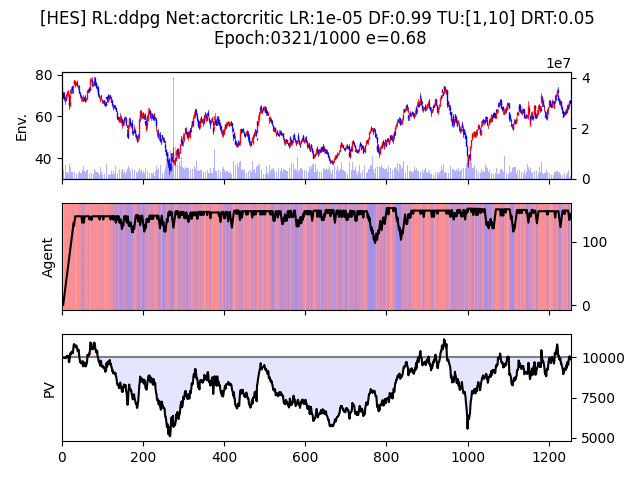 [HES] RL:ddpg Net:actorcritic LR:1e-05 DF:0.99 TU:[1,10] DRT:0.05
Epoch:0321/1000 e=0.68
1e7
80
60
40
Env.
4
2
0
Agent
100
0
PV
10000
7500
5000
0 200 400 600 800 1000 1200